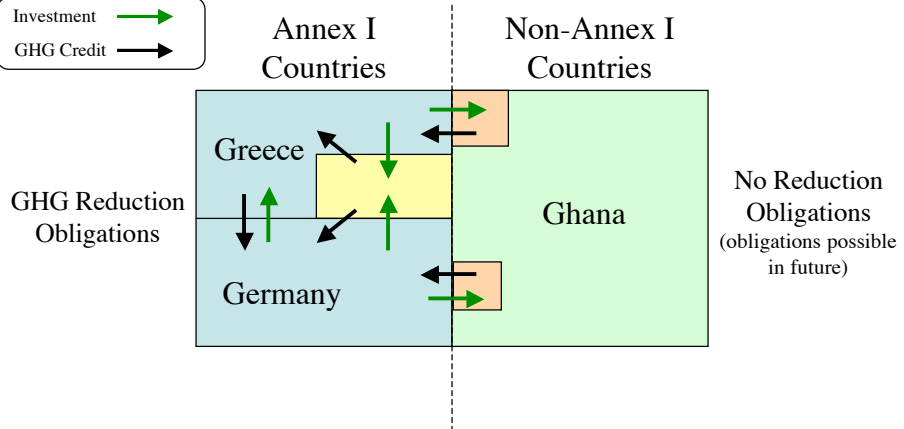 Investment
GHG Credit
Annex I
Countries
Non-Annex I
Countries
Greece
GHG Reduction
Obligations
Germany
Ghana
No Reduction
Obligations
(obligations possible
in future)